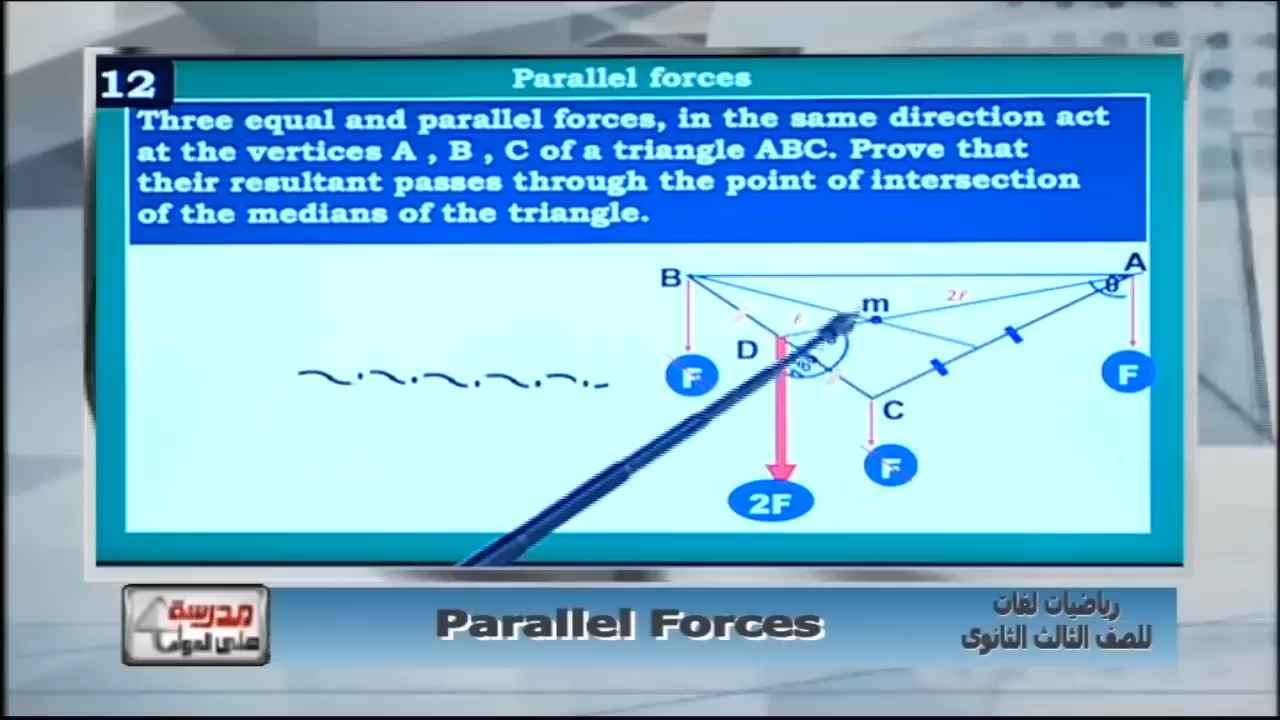 12
Parallel forces
Three equal and parallel forces, in the same direction act
at the vertices A , B , C of a triangle ABC. Prove that
their resultant passes through the point of intersection
of the medians of the triangle.
B
A
θ
m
2ℓ
ℓ
D
F
F
C
F
2F
مدرسة
على الهواء
Parallel Forces
رياضيات لغات
للصف الثالث الثانوى